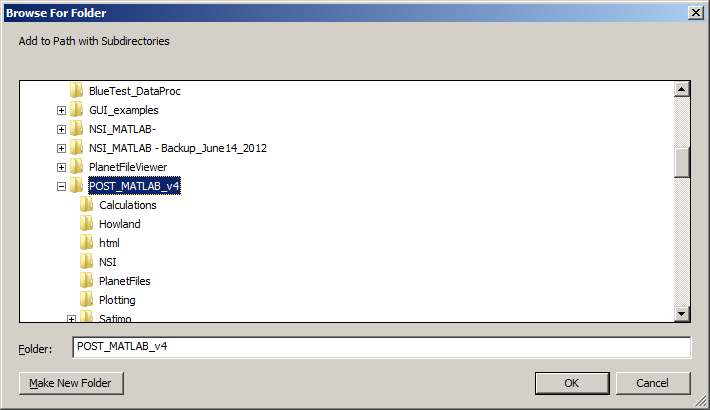 Browse For Folder
Add to Path with Subdirectories
BlueTest_DataProc
GUI_examples
NSI_MATLAB-
NSI_MATLAB - Backup_June14_2012
PlanetFileViewer
POST_MATLAB_v4
Calculations
Howland
html
NSI
PlanetFiles
Plotting
Satimo
Folder: POST_MATLAB_v4
Make New Folder OK Cancel